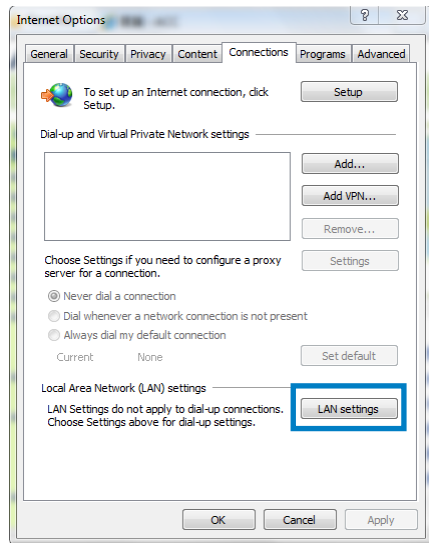 Internet Options
General Security Privacy Content Connections Programs Advanced
To set up an Internet connection, click
Setup.
Setup
Dial-up and Virtual Private Network settings
Add...
Add VPN...
Remove...
Choose Settings if you need to configure a proxy
server for a connection.
Settings
Never dial a connection
Dial whenever a network connection is not present
Always dial my default connection
Current None
Set default
Local Area Network (LAN) settings
LAN Settings do not apply to dial-up connections.
Choose Settings above for dial-up settings.
LAN settings
OK Cancel Apply